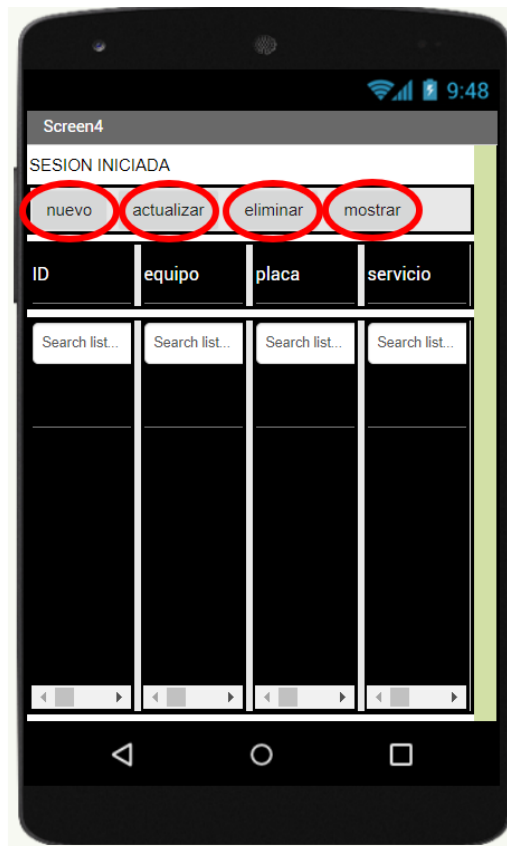 9:48
Screen4
SESION INICIADA
nuevo actualizar eliminar mostrar
ID equipo placa servicio
Search list... Search list... Search list... Search list...